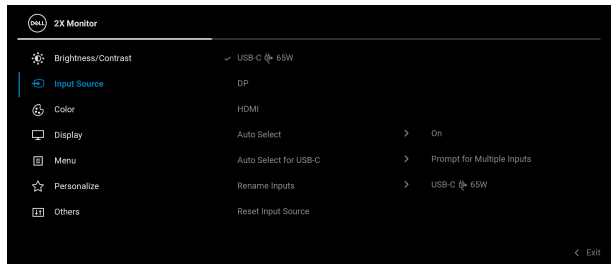 DELL 2X Monitor
Brightness/Contrast ✓ USB-C 65W
Input Source DP
Color HDMI
Display Auto Select > On
Menu Auto Select for USB-C > Prompt for Multiple Inputs
Personalize Rename Inputs > USB-C 65W
Others Reset Input Source
< Exit